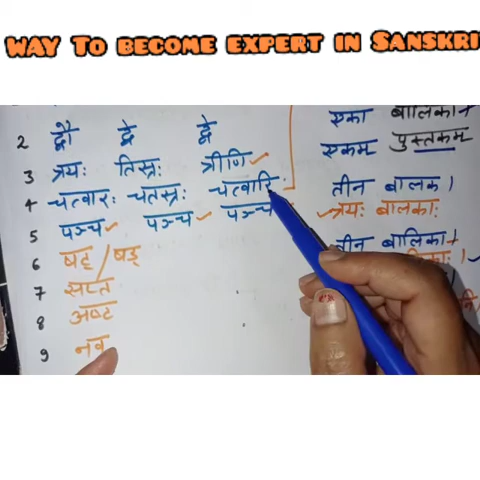 WAY TO BECOME EXPERT IN SANSKRI
2 द्वौ द्वे द्वे
3 त्रयः तिस्त्रः त्रीणि
4 चत्वारः चतस्त्रः चत्वारि
5 पञ्च पञ्च पञ्च
6 षट्/षड्
7 सप्त
8 अष्ट
9 नव
एका बालिका
एकम् पुस्तकम्
तीन बालक।
त्रयः बालकाः
तीन बालिका